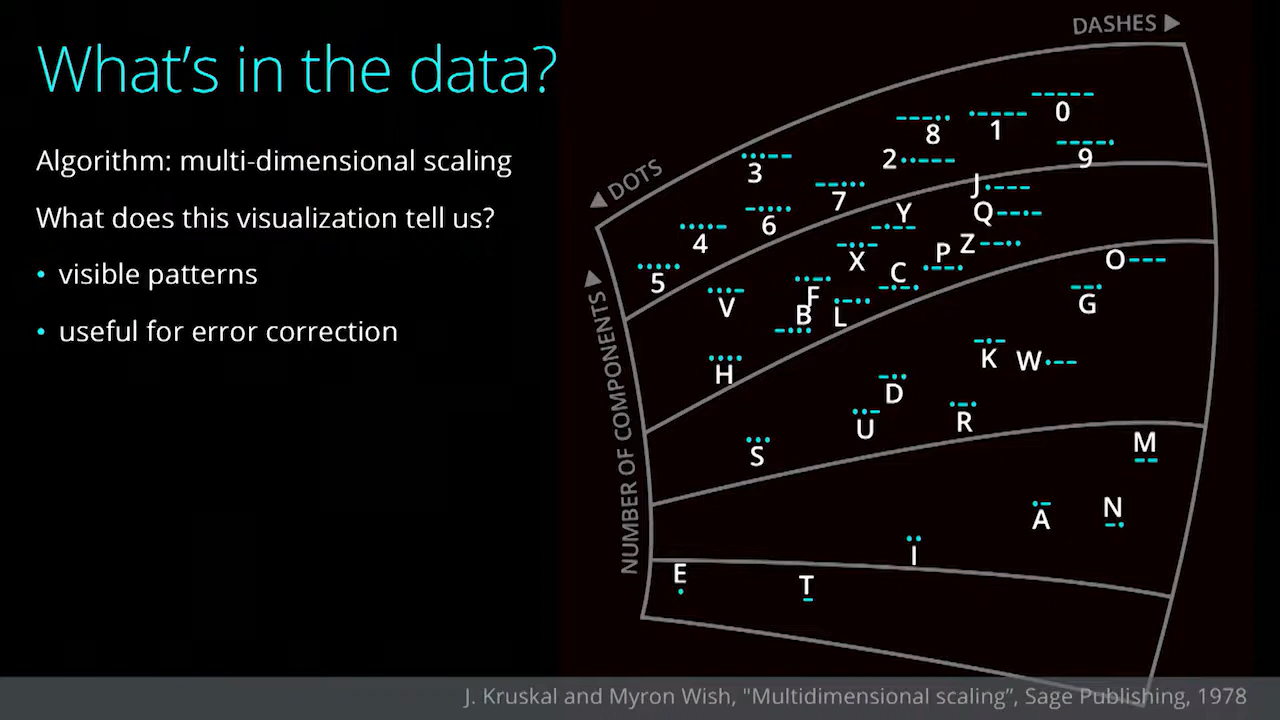 What's in the data?
Algorithm: multi-dimensional scaling
What does this visualization tell us?
• visible patterns
• useful for error correction
DASHES ▶
◀ DOTS
NUMBER OF COMPONENTS ▶
0
8
1
9
3
2
7
6
4
5
J
Q
Y
Z
P
X
C
F
V
B
L
H
O
G
K
W
D
R
U
S
M
A
N
I
E
T
J. Kruskal and Myron Wish, "Multidimensional scaling”, Sage Publishing, 1978